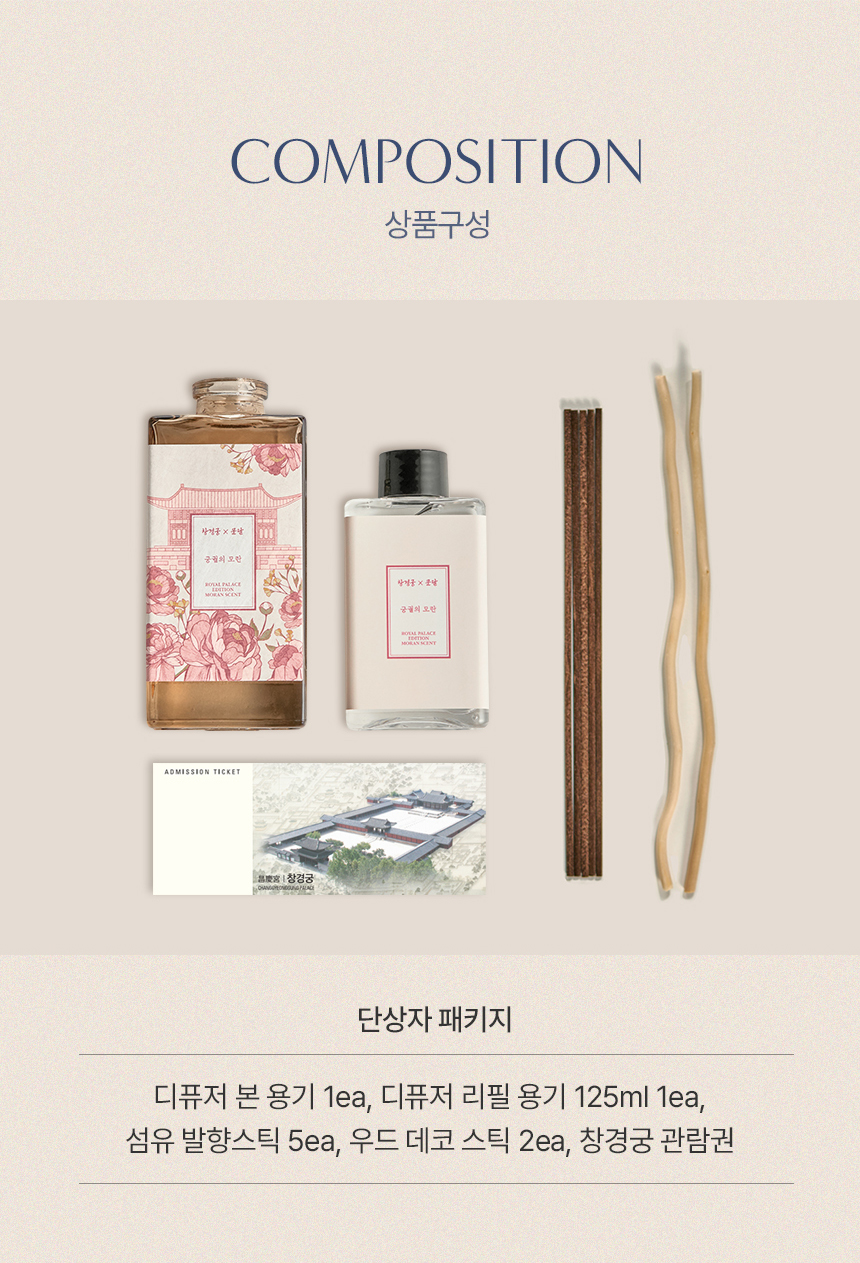 COMPOSITION
상품구성
창경궁 × 분달
궁궐의 모란
ROYAL PALACE
EDITION
MORAN SCENT
창경궁 × 분달
궁궐의 모란
ROYAL PALACE
EDITION
MORAN SCENT
ADMISSION TICKET
昌慶宮 | 창경궁
CHANGGYEONGGUNG PALACE
단상자 패키지
디퓨저 본 용기 1ea, 디퓨저 리필 용기 125ml 1ea,
섬유 발향스틱 5ea, 우드 데코 스틱 2ea, 창경궁 관람권